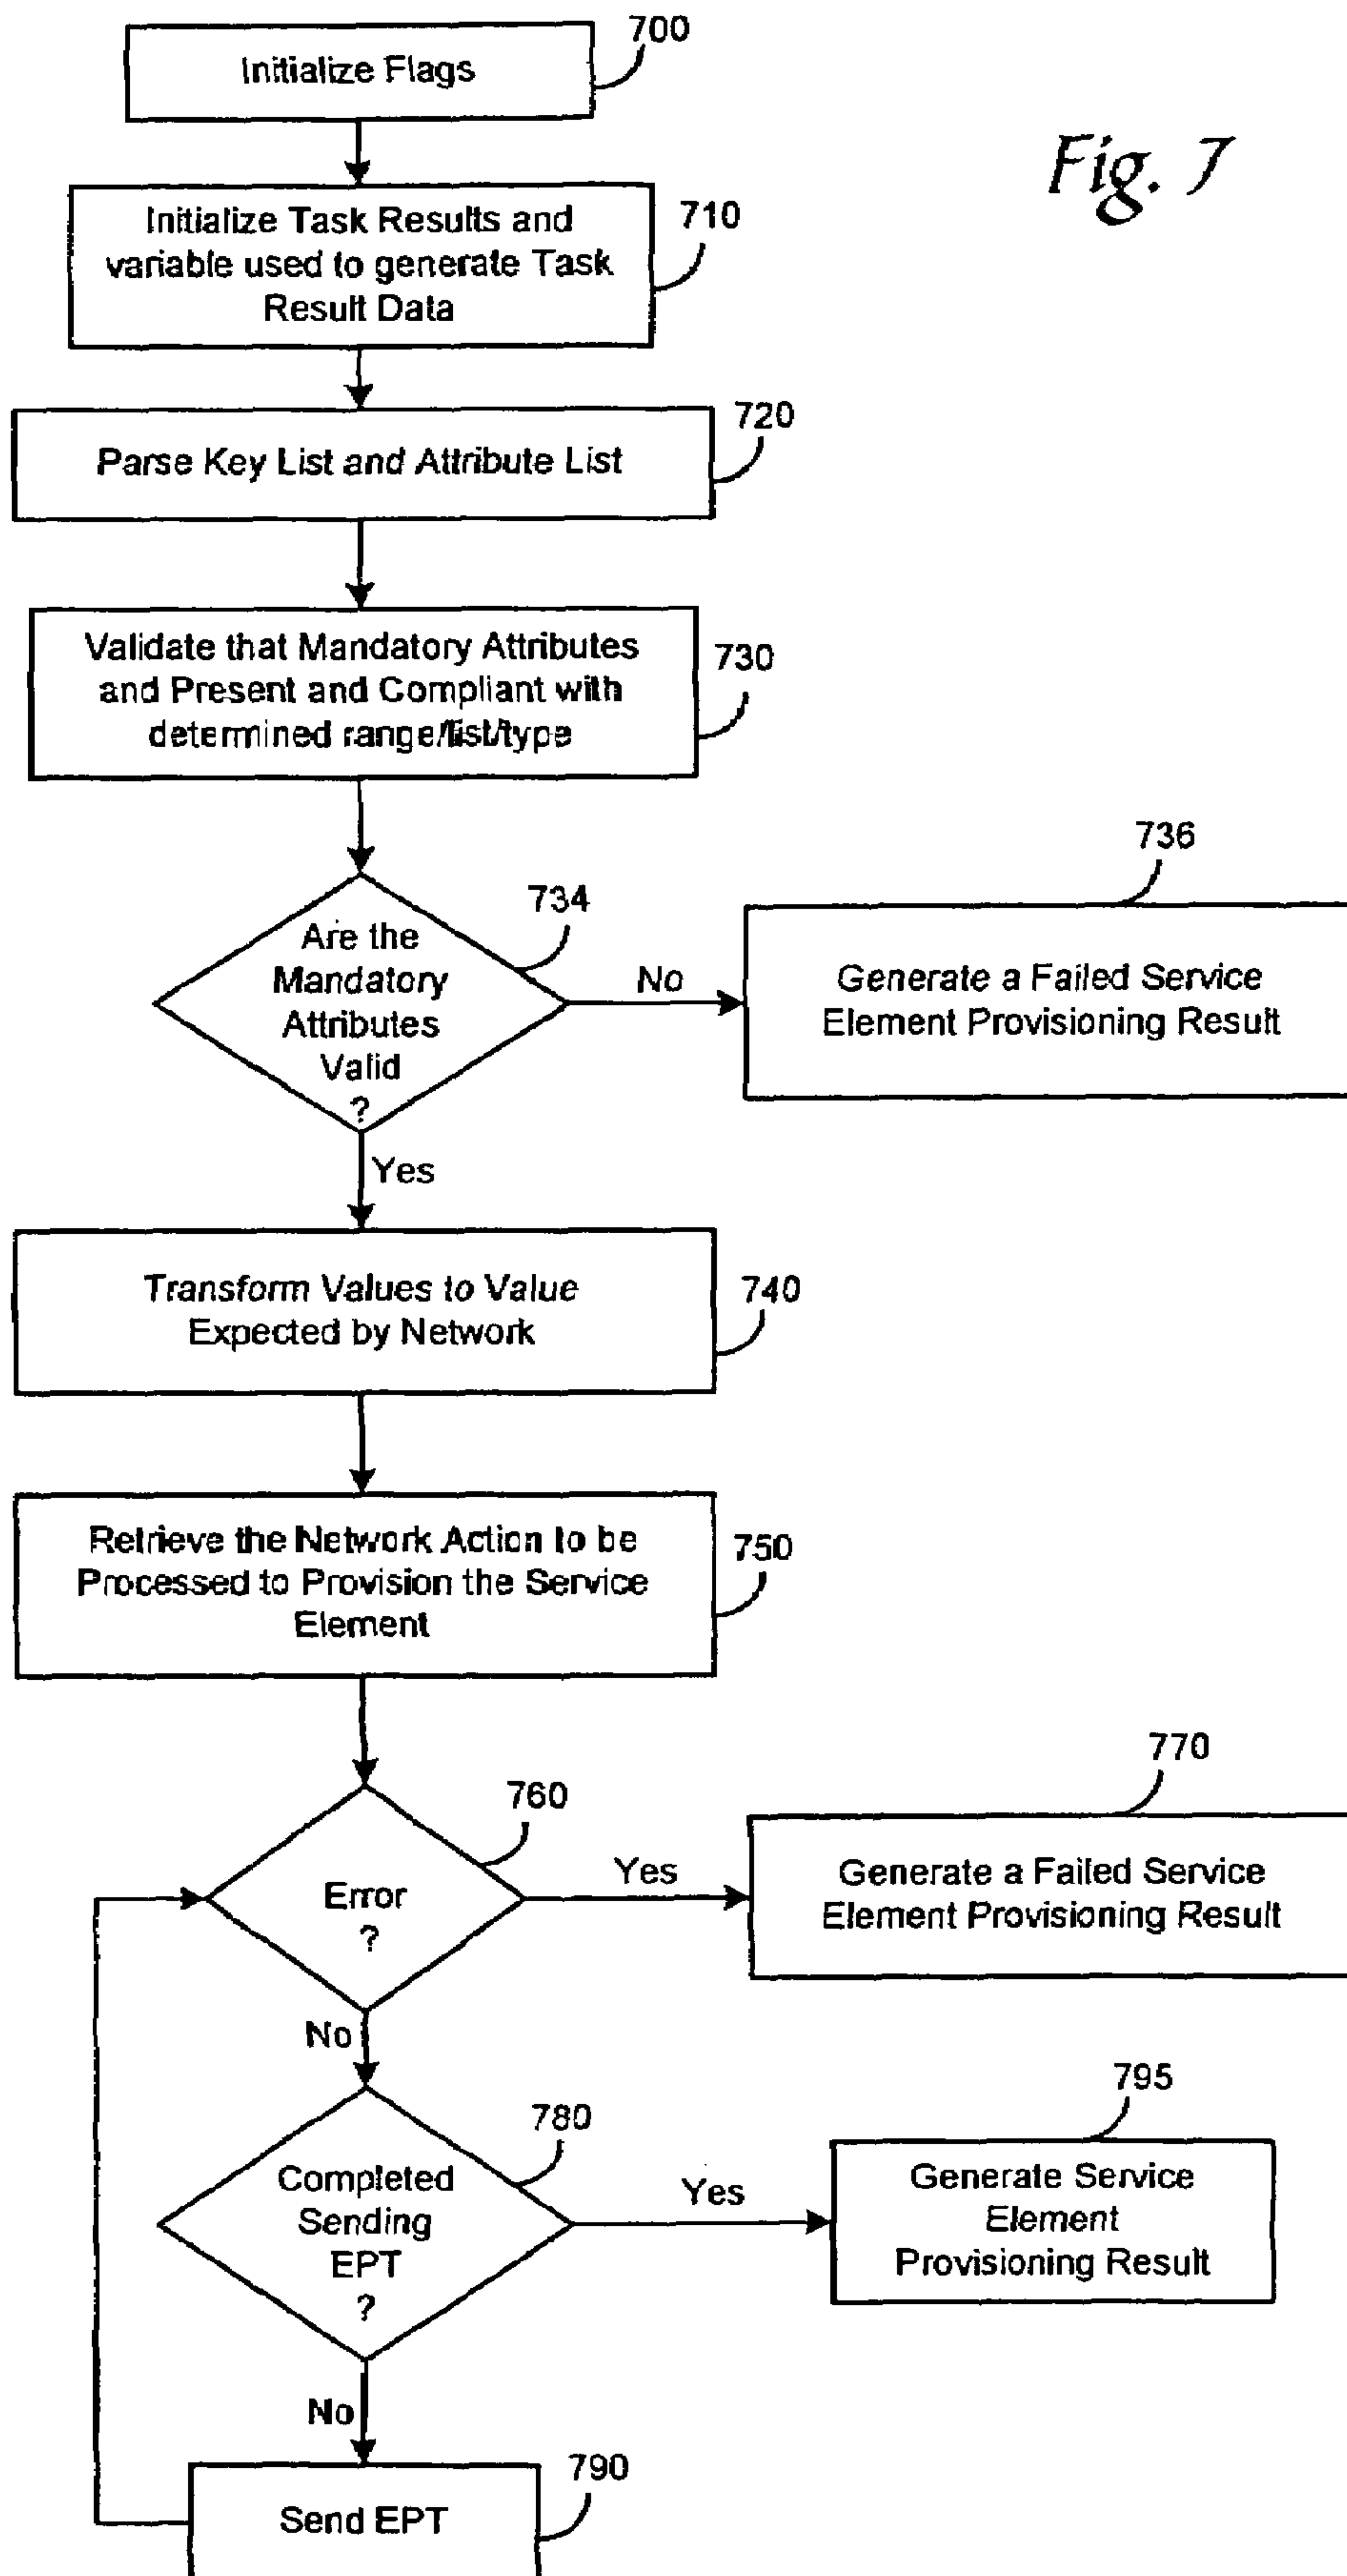 700
Initialize Flags
Fig. 7
710
Initialize Task Results and
variable used to generate Task
Result Data
720
Parse Key List and Attribute List
730
Validate that Mandatory Attributes
and Present and Compliant with
determined range/list/type
734
Are the
Mandatory
Attributes
Valid
?
No
736
Generate a Failed Service
Element Provisioning Result
Yes
740
Transform Values to Value
Expected by Network
750
Retrieve the Network Action to be
Processed to Provision the Service
Element
760
Error
?
Yes
770
Generate a Failed Service
Element Provisioning Result
No
780
Completed
Sending
EPT
?
Yes
795
Generate Service
Element
Provisioning Result
No
790
Send EPT